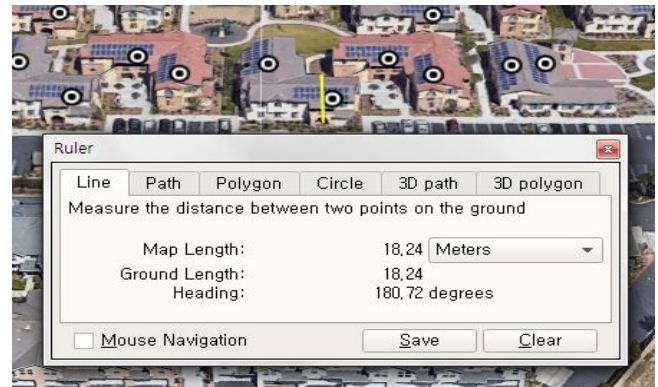 Ruler
Line Path Polygon Circle 3D path 3D polygon
Measure the distance between two points on the ground
Map Length: 18,24 Meters
Ground Length: 18,24
Heading: 180,72 degrees
Mouse Navigation Save Clear